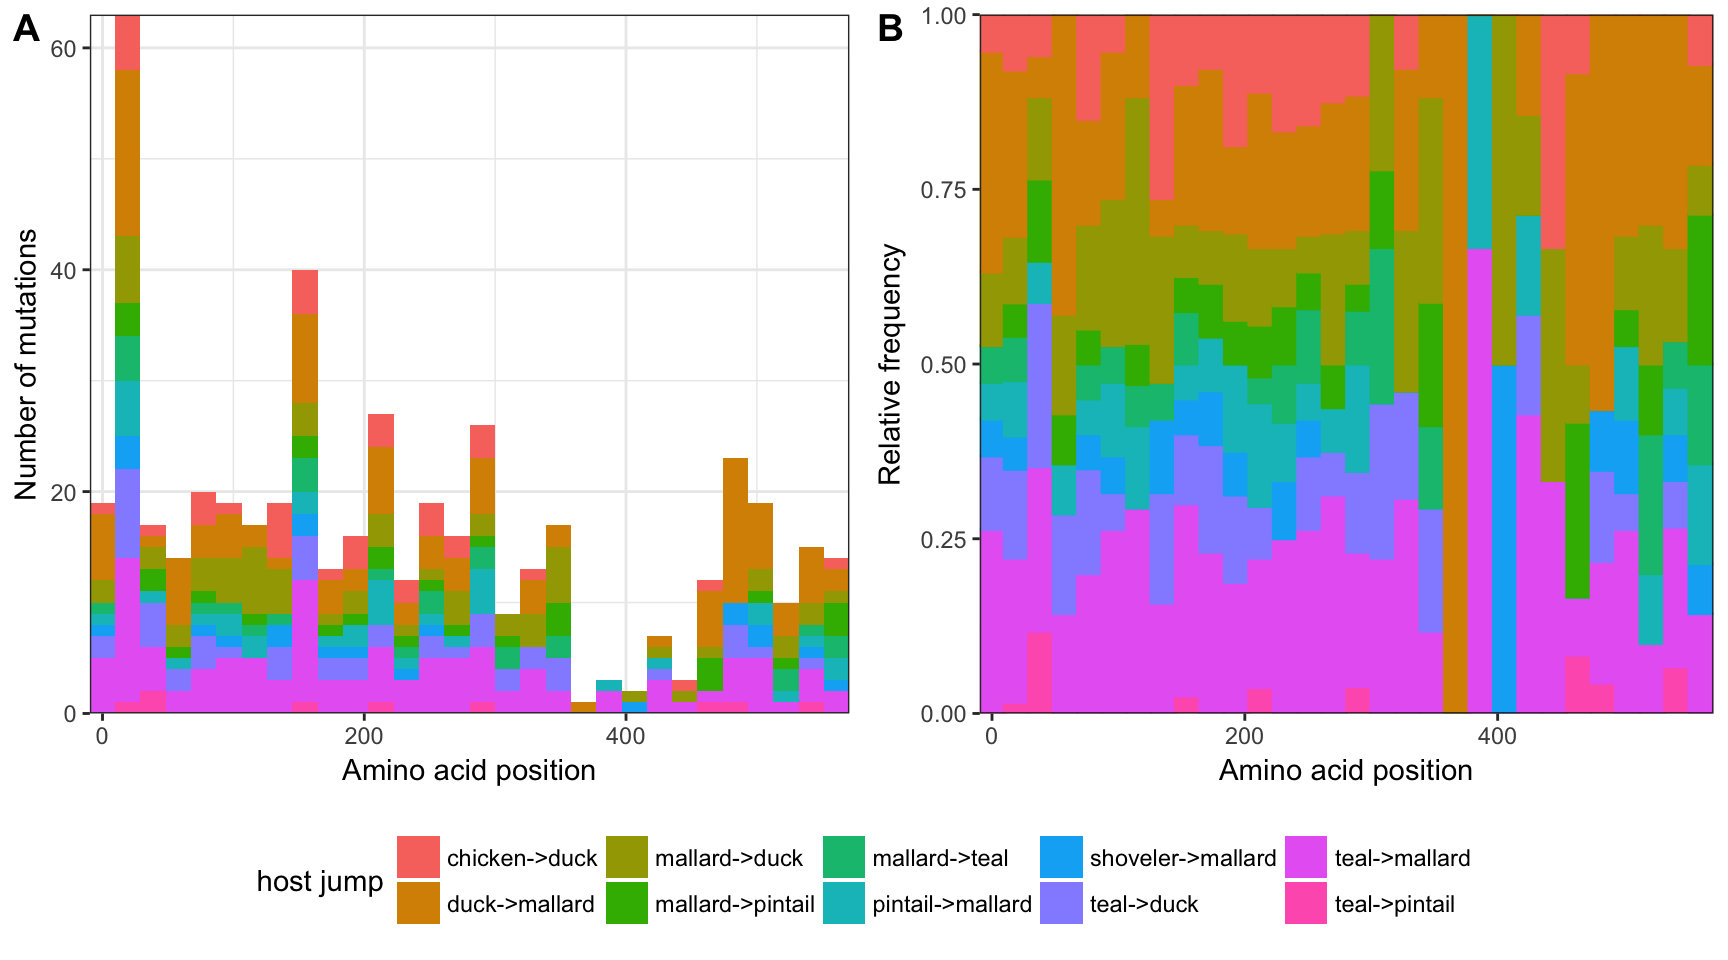 A
Number of mutations
60
40
20
0
0 200 400
Amino acid position
B
Relative frequency
1.00
0.75
0.50
0.25
0.00
0 200 400
Amino acid position
host jump
chicken->duck mallard->duck mallard->teal shoveler->mallard teal->mallard
duck->mallard mallard->pintail pintail->mallard teal->duck teal->pintail